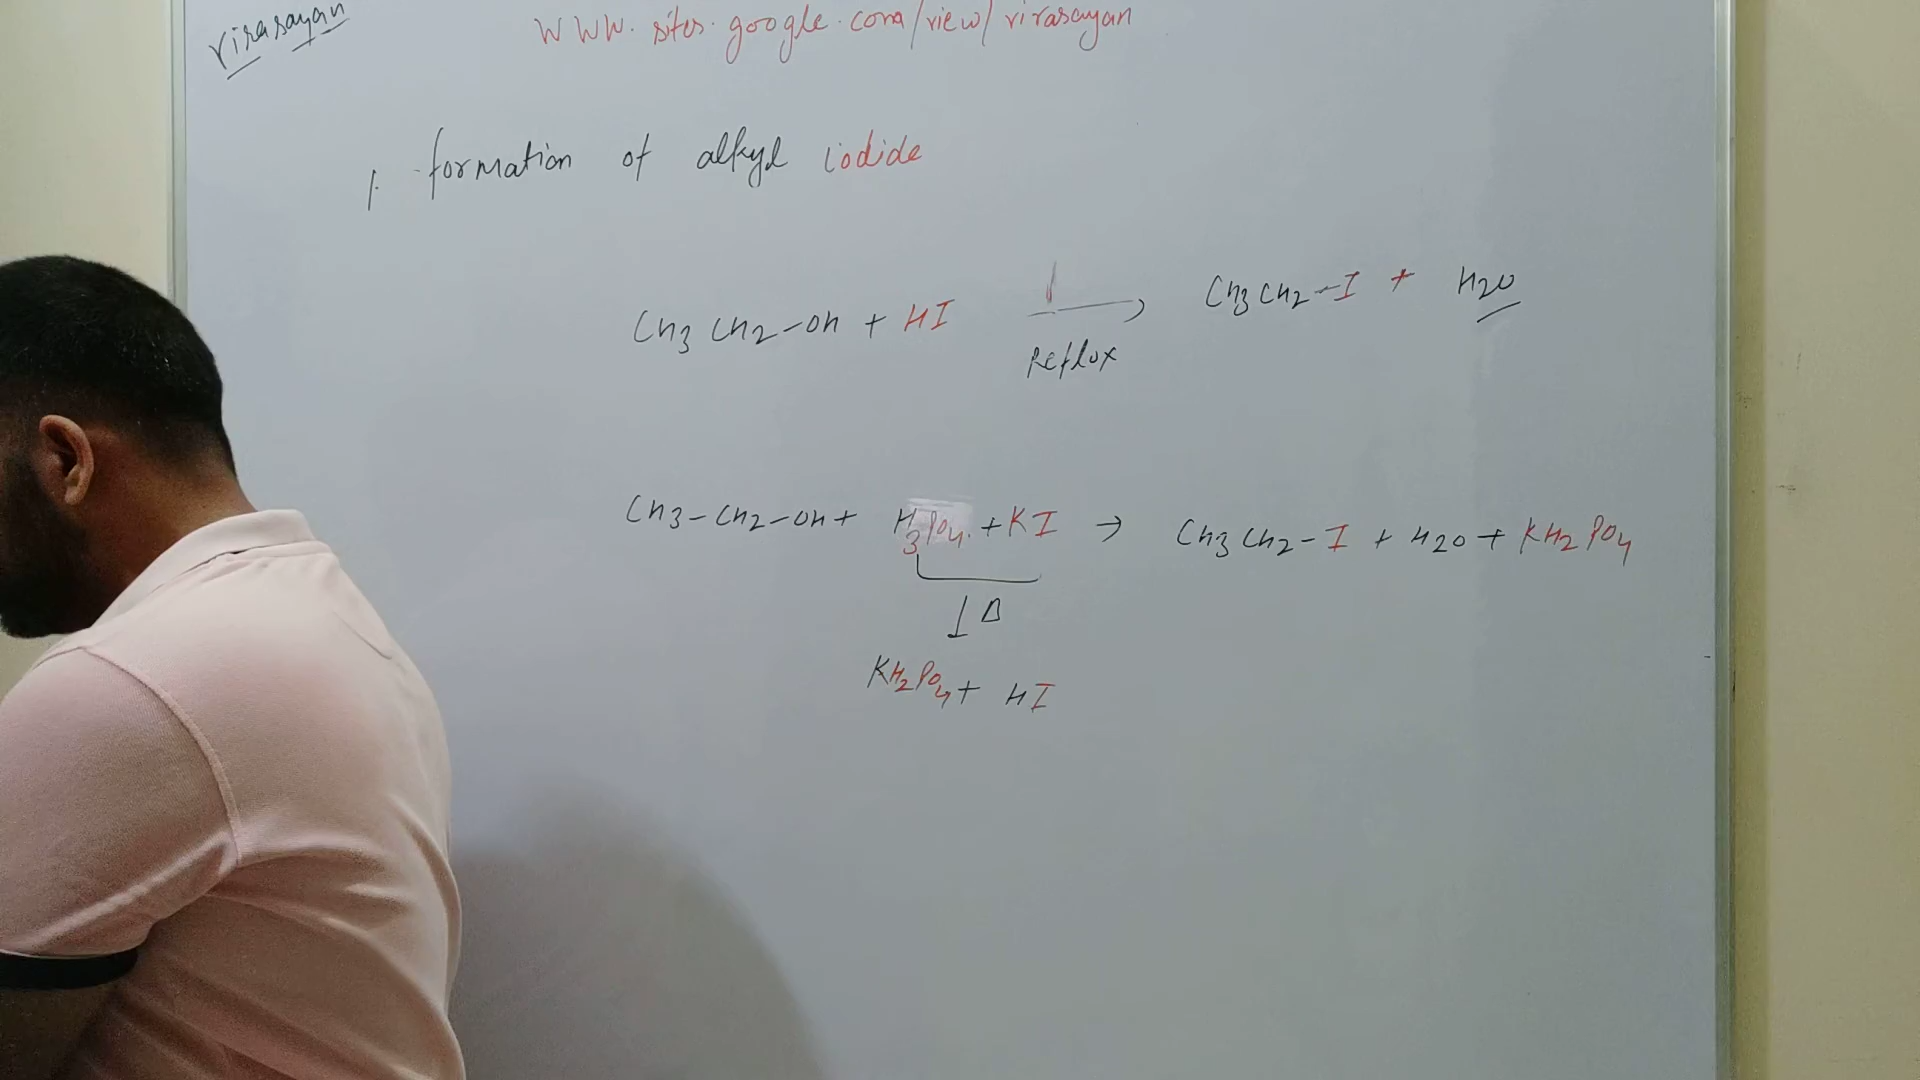 virasayan
WWW.sites.google.com/view/virasayan
1. formation of alkyl iodide
CH3 CH2-OH + HI → CH3 CH2-I + H2O
Reflux
CH3-CH2-OH + H3PO4 + KI → CH3 CH2-I + H2O + KH2PO4
↓ Δ
KH2PO4 + HI